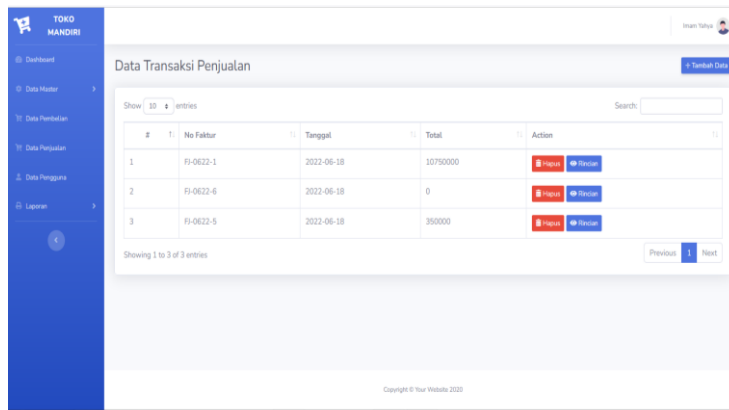 TOKO
MANDIRI
Imam Yahya
Dashboard
Data Transaksi Penjualan
+ Tambah Data
Data Master
Show 10 entries
Search:
Data Pembelian
# No Faktur Tanggal Total Action
Data Penjualan
1 FJ-0622-1 2022-06-18 10750000 Hapus Rincian
Data Pengguna
2 FJ-0622-6 2022-06-18 0 Hapus Rincian
Laporan
3 FJ-0622-5 2022-06-18 350000 Hapus Rincian
Showing 1 to 3 of 3 entries
Previous 1 Next
Copyright © Your Website 2020